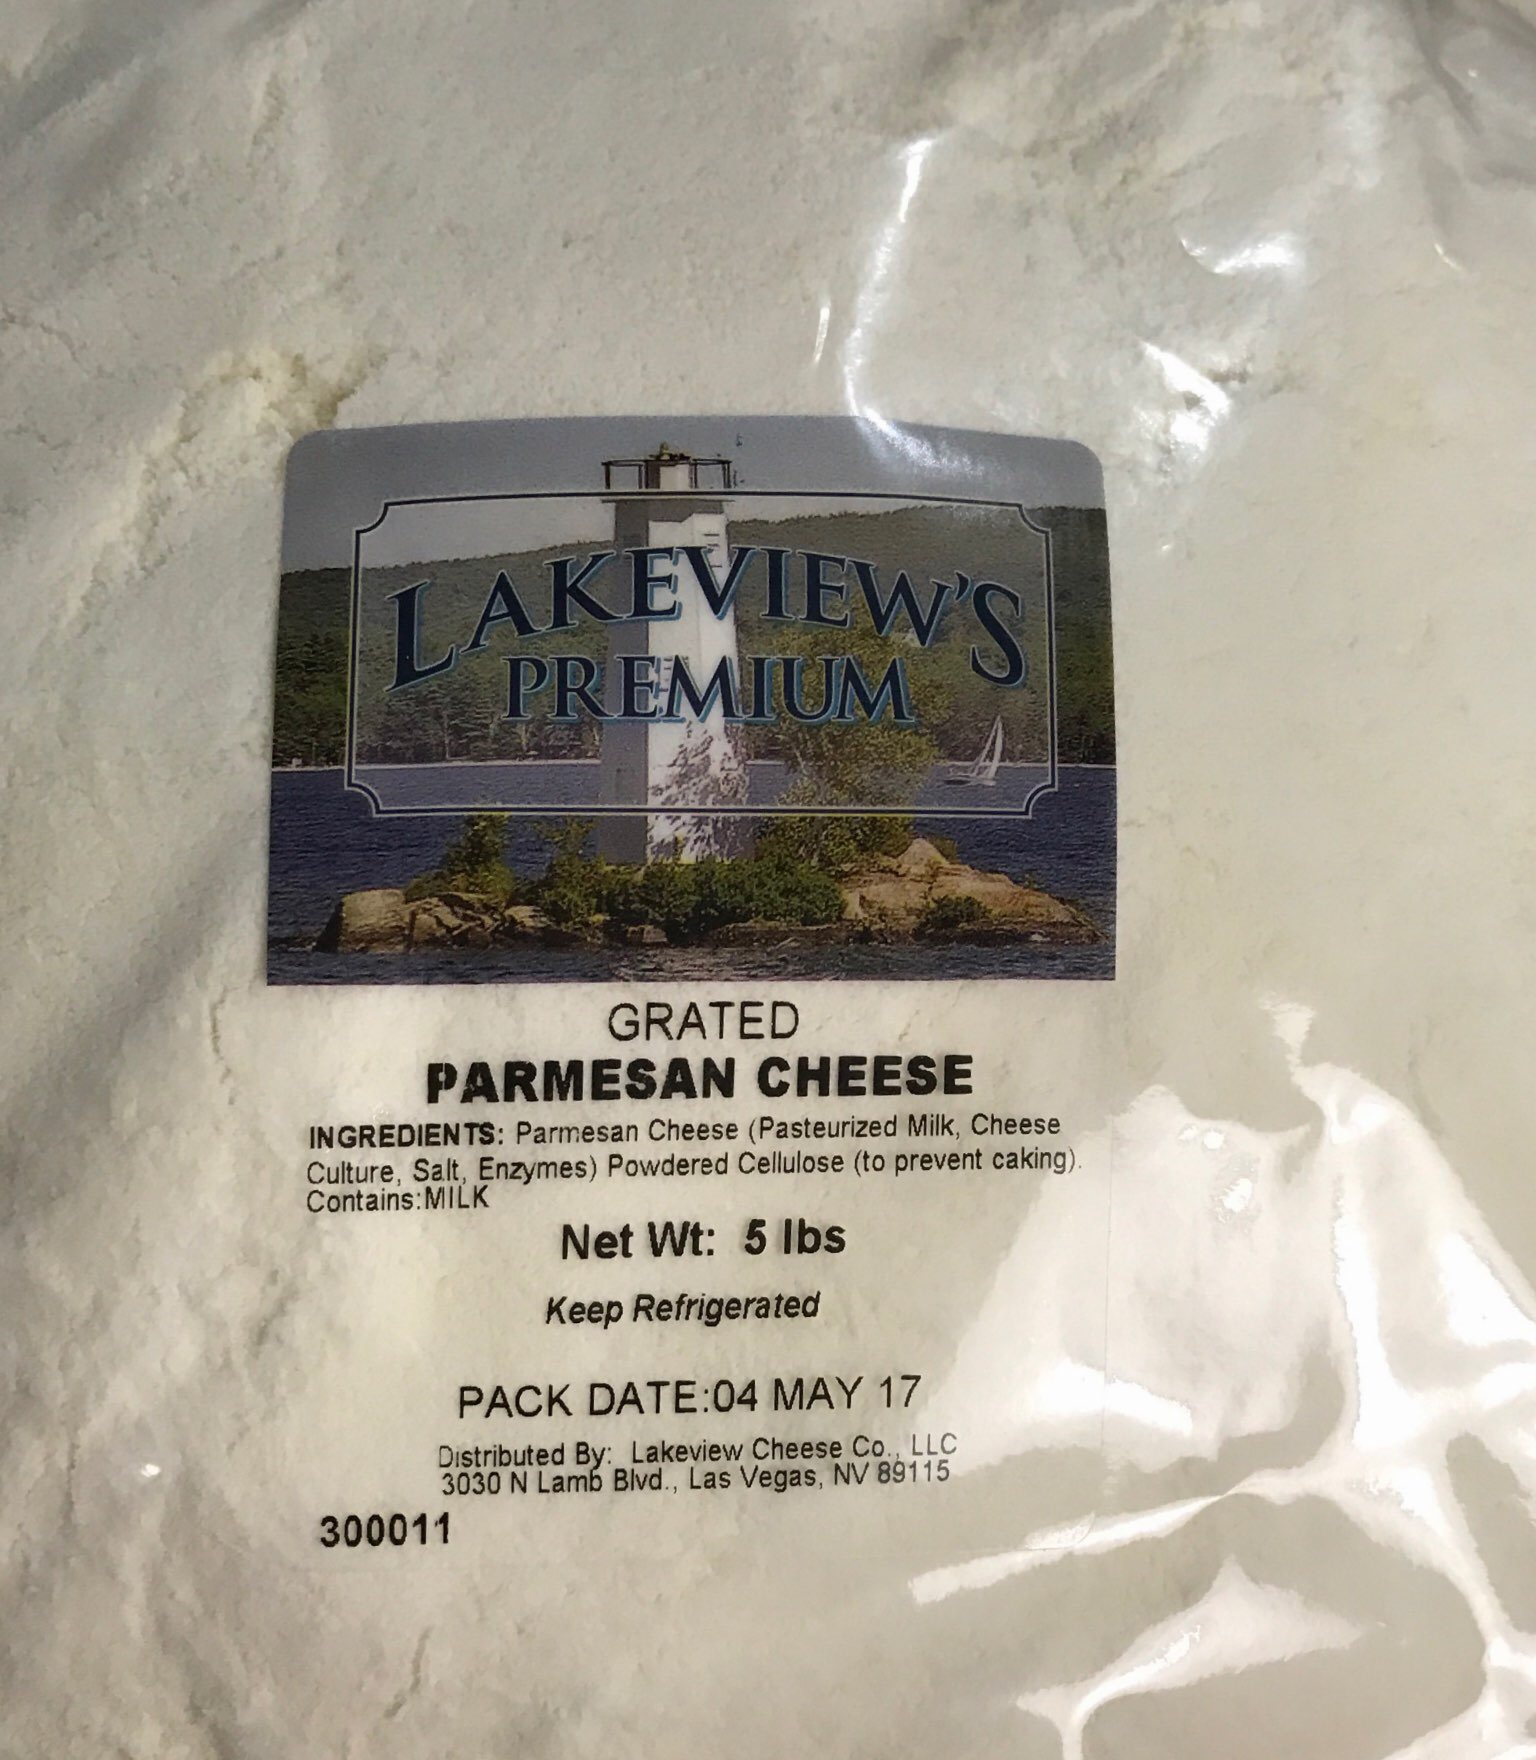 LAKEVIEW'S
PREMIUM
GRATED
PARMESAN CHEESE
INGREDIENTS: Parmesan Cheese (Pasteurized Milk, Cheese
Culture, Salt, Enzymes) Powdered Cellulose (to prevent caking).
Contains:MILK
Net Wt: 5 lbs
Keep Refrigerated
PACK DATE:04 MAY 17
Distributed By: Lakeview Cheese Co., LLC
3030 N Lamb Blvd., Las Vegas, NV 89115
300011